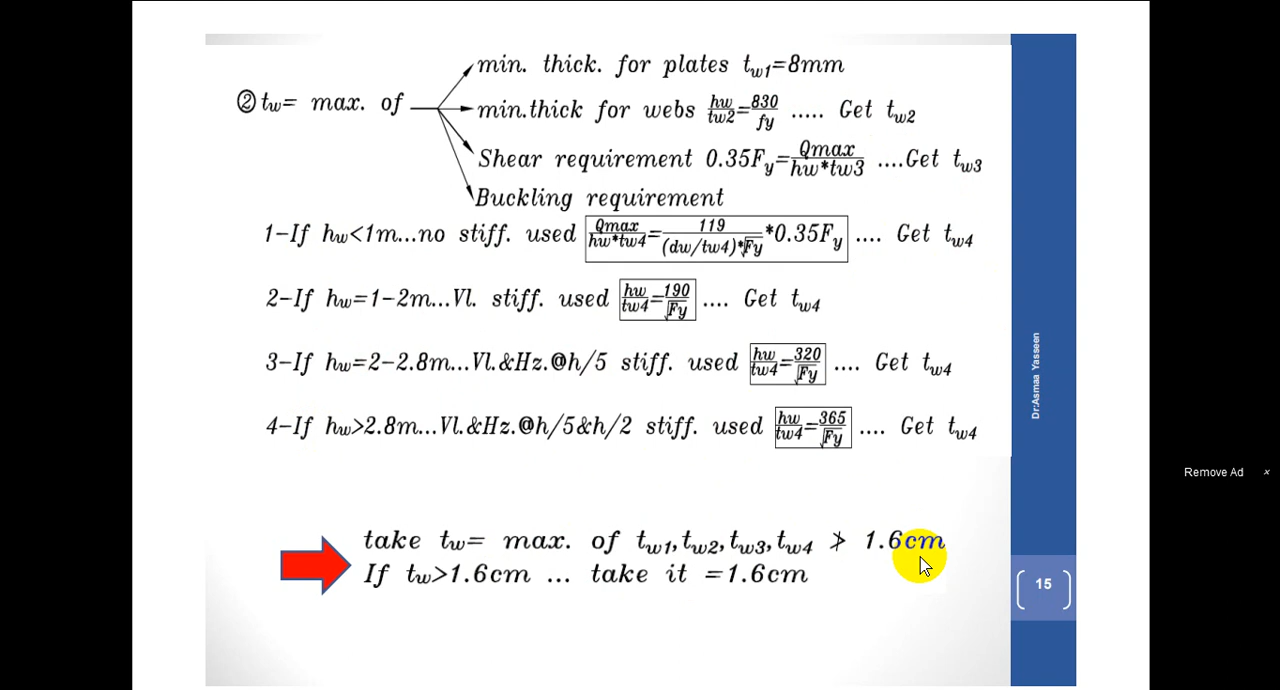 ② tw= max. of
min. thick. for plates tw1=8mm
min.thick for webs hw/tw2=830/fy ..... Get tw2
Shear requirement 0.35Fy=Qmax/hw*tw3 ....Get tw3
Buckling requirement
1-If hw<1m...no stiff. used Qmax/hw*tw4=119/(dw/tw4)*√Fy*0.35Fy .... Get tw4
2-If hw=1-2m...Vl. stiff. used hw/tw4=190/√Fy .... Get tw4
3-If hw=2-2.8m...Vl.&Hz.@h/5 stiff. used hw/tw4=320/√Fy .... Get tw4
4-If hw>2.8m...Vl.&Hz.@h/5&h/2 stiff. used hw/tw4=365/√Fy .... Get tw4
take tw= max. of tw1,tw2,tw3,tw4 ≯ 1.6cm
If tw>1.6cm ... take it =1.6cm
Dr:Asmaa Yasseen
15
Remove Ad ×